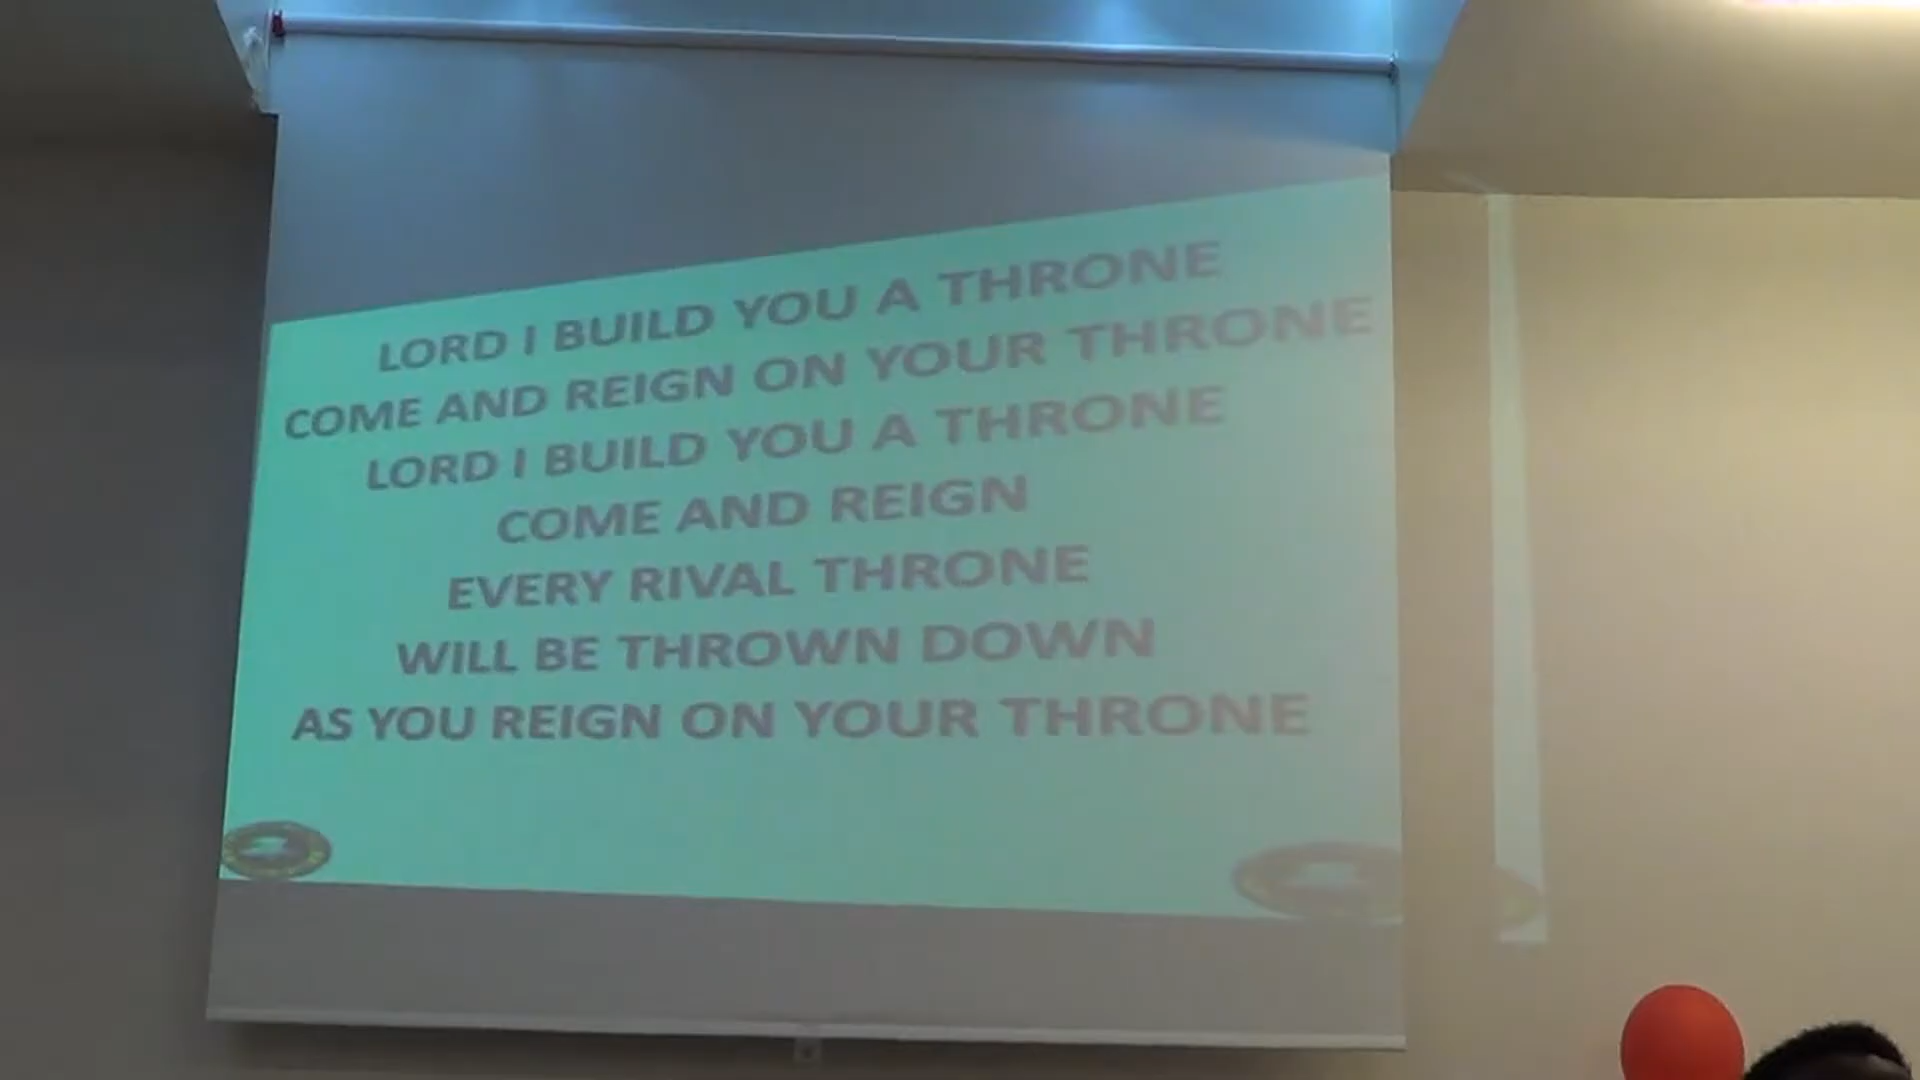 LORD I BUILD YOU A THRONE
COME AND REIGN ON YOUR THRONE
LORD I BUILD YOU A THRONE
COME AND REIGN
EVERY RIVAL THRONE
WILL BE THROWN DOWN
AS YOU REIGN ON YOUR THRONE